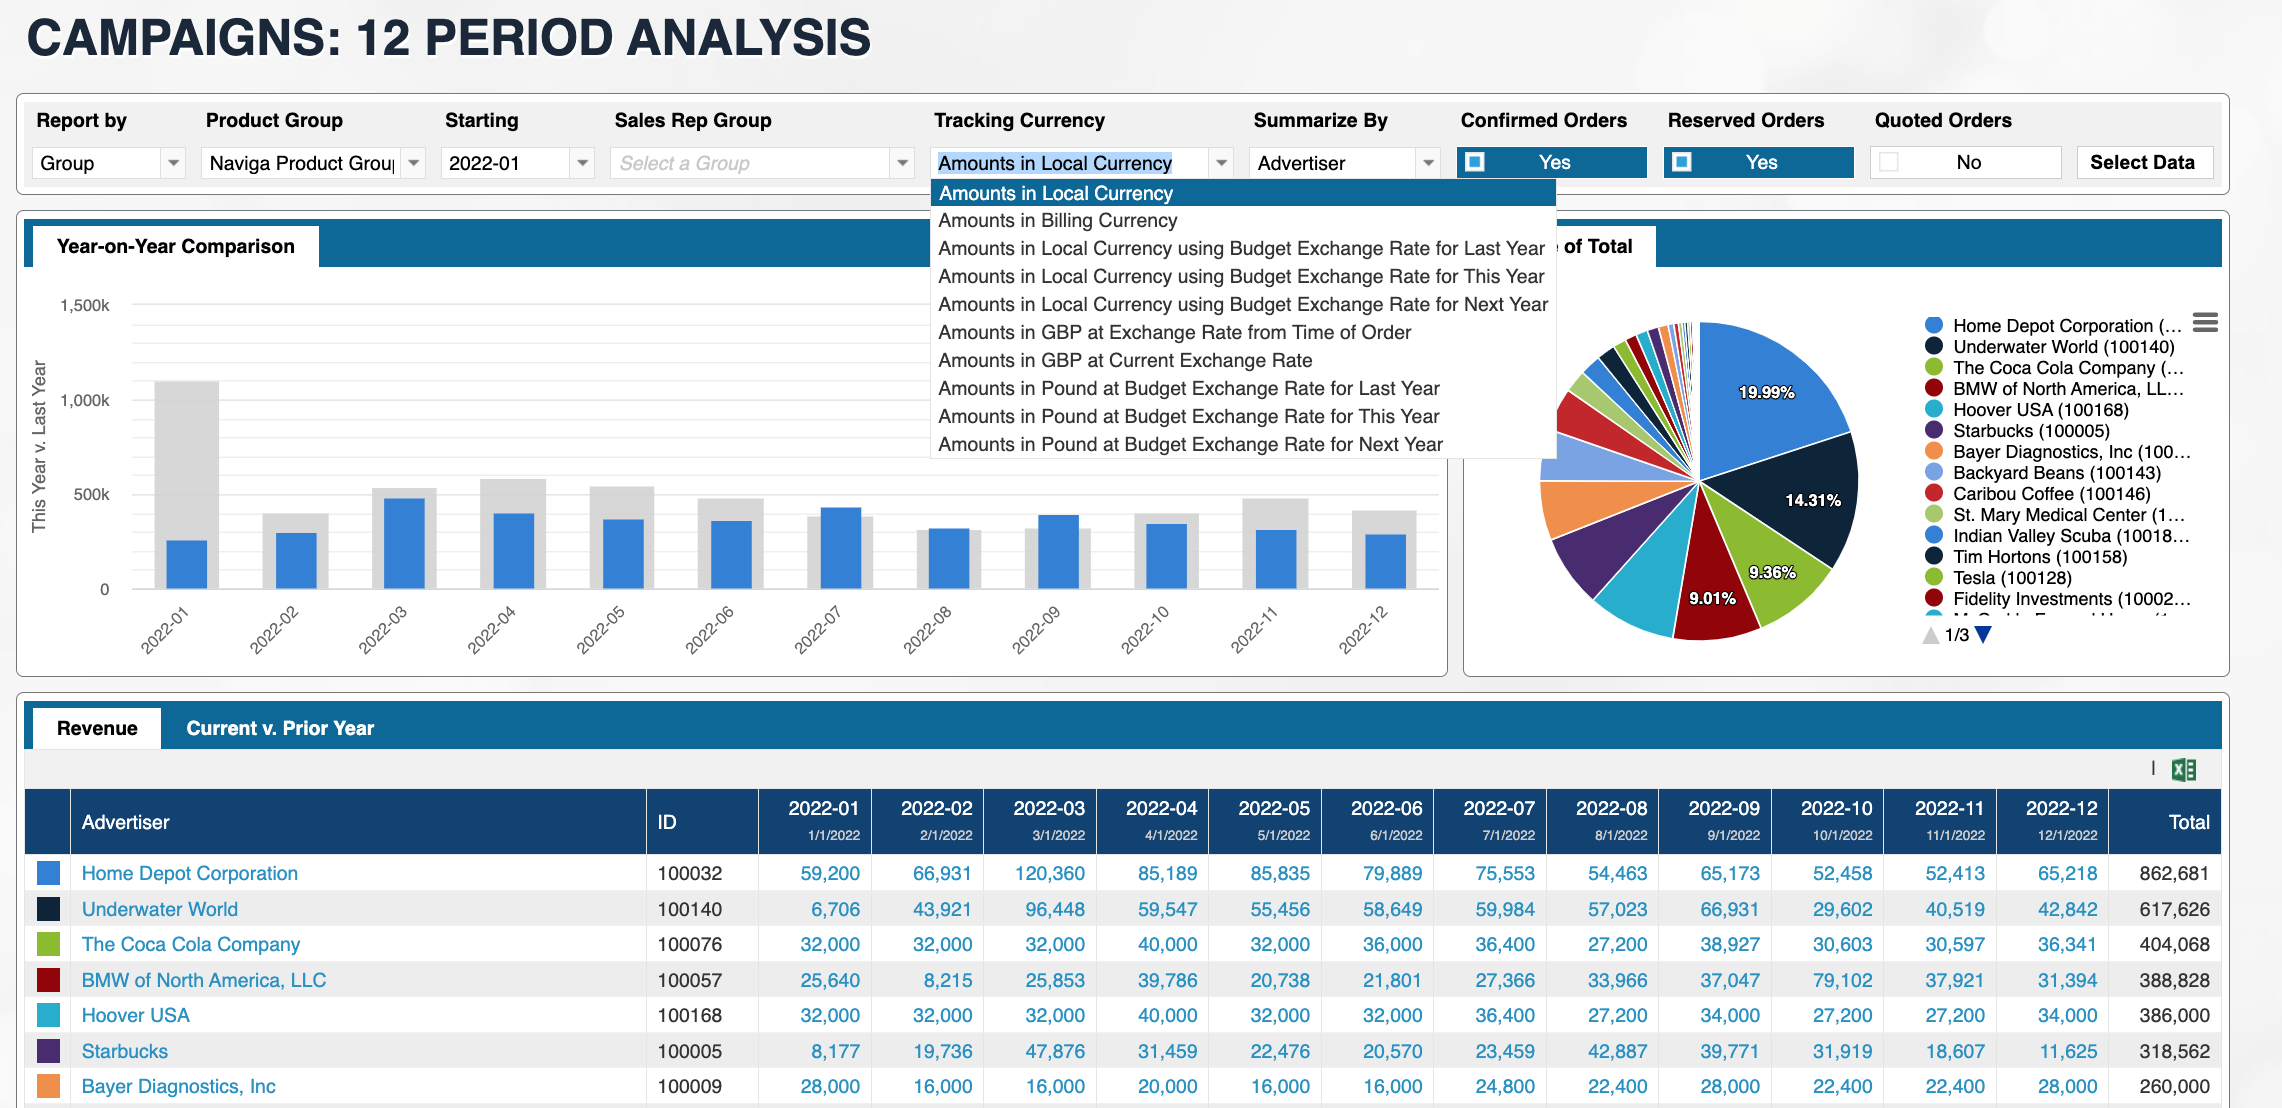 CAMPAIGNS: 12 PERIOD ANALYSIS
Report by Product Group Starting Sales Rep Group Tracking Currency Summarize By Confirmed Orders Reserved Orders Quoted Orders
Group Naviga Product Grou 2022-01 Select a Group Amounts in Local Currency Advertiser Yes Yes No Select Data
Amounts in Local Currency
Amounts in Billing Currency
Amounts in Local Currency using Budget Exchange Rate for Last Year
Amounts in Local Currency using Budget Exchange Rate for This Year
Amounts in Local Currency using Budget Exchange Rate for Next Year
Amounts in GBP at Exchange Rate from Time of Order
Amounts in GBP at Current Exchange Rate
Amounts in Pound at Budget Exchange Rate for Last Year
Amounts in Pound at Budget Exchange Rate for This Year
Amounts in Pound at Budget Exchange Rate for Next Year
Year-on-Year Comparison
This Year v. Last Year
1,500k
1,000k
500k
0
2022-01 2022-02 2022-03 2022-04 2022-05 2022-06 2022-07 2022-08 2022-09 2022-10 2022-11 2022-12
of Total
19.99%
14.31%
9.36%
9.01%
Home Depot Corporation (...
Underwater World (100140)
The Coca Cola Company (...
BMW of North America, LL...
Hoover USA (100168)
Starbucks (100005)
Bayer Diagnostics, Inc (100...
Backyard Beans (100143)
Caribou Coffee (100146)
St. Mary Medical Center (1...
Indian Valley Scuba (10018...
Tim Hortons (100158)
Tesla (100128)
Fidelity Investments (10002...
1/3
Revenue Current v. Prior Year
Advertiser ID 2022-01 2022-02 2022-03 2022-04 2022-05 2022-06 2022-07 2022-08 2022-09 2022-10 2022-11 2022-12 Total
1/1/2022 2/1/2022 3/1/2022 4/1/2022 5/1/2022 6/1/2022 7/1/2022 8/1/2022 9/1/2022 10/1/2022 11/1/2022 12/1/2022
Home Depot Corporation 100032 59,200 66,931 120,360 85,189 85,835 79,889 75,553 54,463 65,173 52,458 52,413 65,218 862,681
Underwater World 100140 6,706 43,921 96,448 59,547 55,456 58,649 59,984 57,023 66,931 29,602 40,519 42,842 617,626
The Coca Cola Company 100076 32,000 32,000 32,000 40,000 32,000 36,000 36,400 27,200 38,927 30,603 30,597 36,341 404,068
BMW of North America, LLC 100057 25,640 8,215 25,853 39,786 20,738 21,801 27,366 33,966 37,047 79,102 37,921 31,394 388,828
Hoover USA 100168 32,000 32,000 32,000 40,000 32,000 32,000 36,400 27,200 34,000 27,200 27,200 34,000 386,000
Starbucks 100005 8,177 19,736 47,876 31,459 22,476 20,570 23,459 42,887 39,771 31,919 18,607 11,625 318,562
Bayer Diagnostics, Inc 100009 28,000 16,000 16,000 20,000 16,000 16,000 24,800 22,400 28,000 22,400 22,400 28,000 260,000